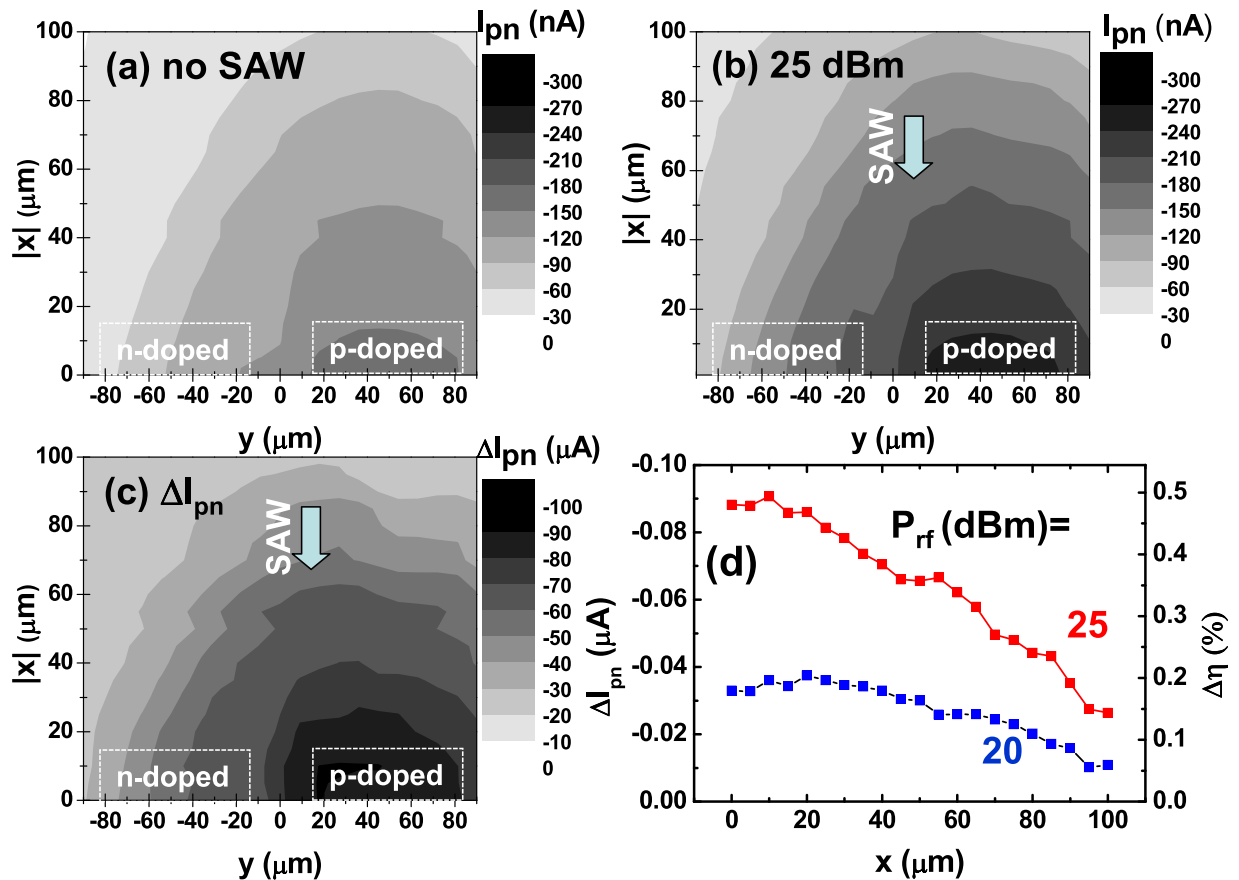 (a) no SAW
I_pn (nA)
-300
-270
-240
-210
-180
-150
-120
-90
-60
-30
0
100
80
60
40
20
0
|x| (μm)
n-doped
p-doped
-80 -60 -40 -20 0 20 40 60 80
y (μm)
(b) 25 dBm
I_pn (nA)
-300
-270
-240
-210
-180
-150
-120
-90
-60
-30
0
SAW
100
80
60
40
20
0
|x| (μm)
n-doped
p-doped
-80 -60 -40 -20 0 20 40 60 80
y (μm)
(c) ΔI_pn
ΔI_pn (μA)
-100
-90
-80
-70
-60
-50
-40
-30
-20
-10
0
SAW
100
80
60
40
20
0
|x| (μm)
n-doped
p-doped
-80 -60 -40 -20 0 20 40 60 80
y (μm)
(d)
P_rf (dBm)=
25
20
-0.10
-0.08
-0.06
-0.04
-0.02
0.00
ΔI_pn (μA)
0.5
0.4
0.3
0.2
0.1
0.0
Δη (%)
0 20 40 60 80 100
x (μm)